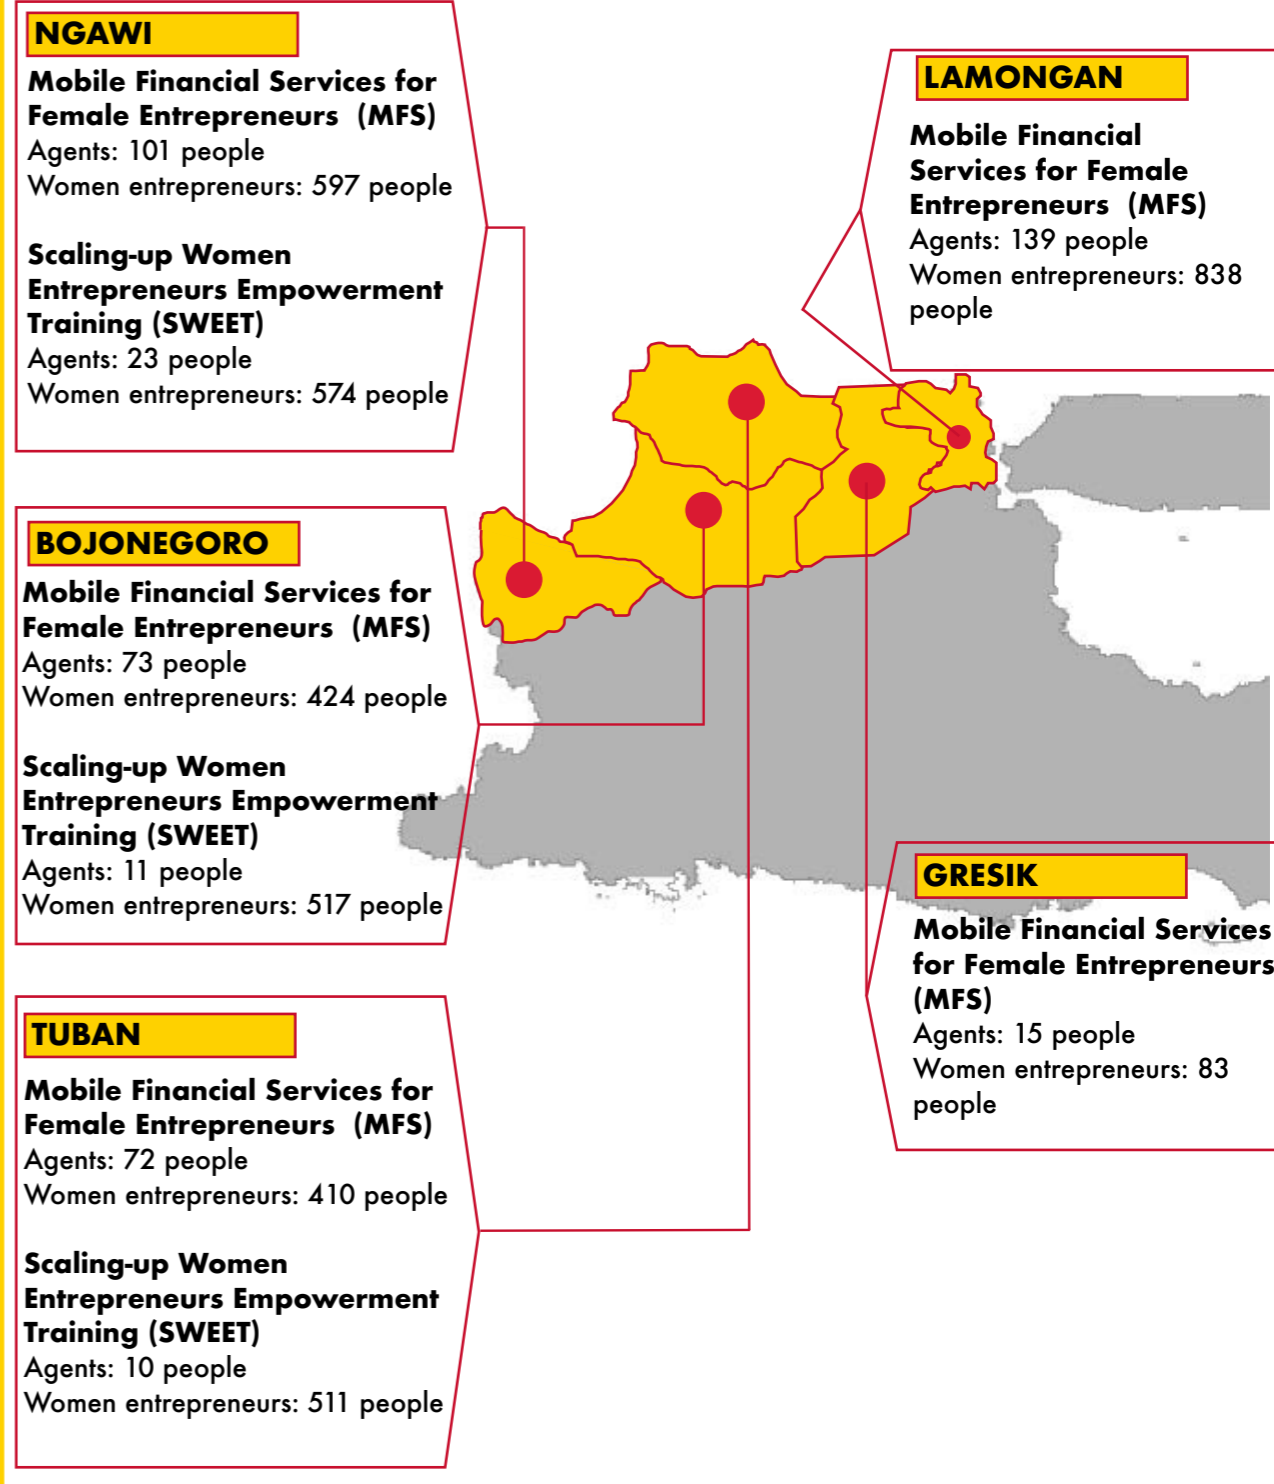 NGAWI
Mobile Financial Services for
Female Entrepreneurs (MFS)
Agents: 101 people
Women entrepreneurs: 597 people
Scaling-up Women
Entrepreneurs Empowerment
Training (SWEET)
Agents: 23 people
Women entrepreneurs: 574 people
LAMONGAN
Mobile Financial
Services for Female
Entrepreneurs (MFS)
Agents: 139 people
Women entrepreneurs: 838
people
BOJONEGORO
Mobile Financial Services for
Female Entrepreneurs (MFS)
Agents: 73 people
Women entrepreneurs: 424 people
Scaling-up Women
Entrepreneurs Empowerment
Training (SWEET)
Agents: 11 people
Women entrepreneurs: 517 people
GRESIK
Mobile Financial Services
for Female Entrepreneurs
(MFS)
Agents: 15 people
Women entrepreneurs: 83
people
TUBAN
Mobile Financial Services for
Female Entrepreneurs (MFS)
Agents: 72 people
Women entrepreneurs: 410 people
Scaling-up Women
Entrepreneurs Empowerment
Training (SWEET)
Agents: 10 people
Women entrepreneurs: 511 people